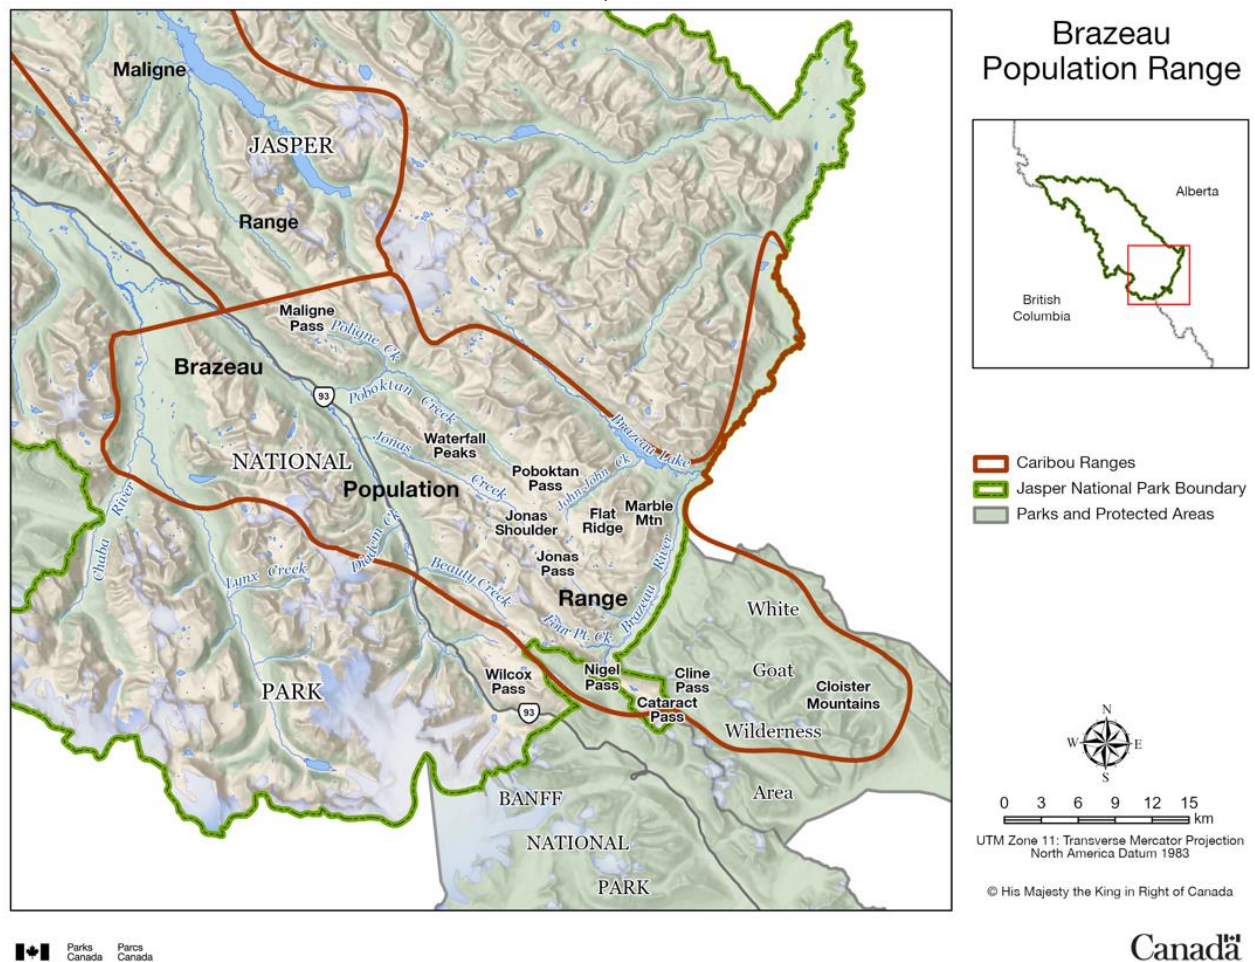 Brazeau
Population Range
Maligne
JASPER
Range
Maligne
Pass
Poligne Ck
Brazeau
93
Poboktan Creek
Jonas Creek
Waterfall
Peaks
Brazeau Lake
NATIONAL
Population
Poboktan
Pass
John-John Ck
Marble
Mtn
Flat
Ridge
Jonas
Shoulder
Chaba River
Diadem Ck
Jonas
Pass
Lynx Creek
Beauty Creek
Range
Brazeau River
Four Pt. Ck.
White
Goat
Wilderness
Area
Wilcox
Pass
Nigel
Pass
Cline
Pass
Cataract
Pass
Cloister
Mountains
PARK
93
BANFF
NATIONAL
PARK
Alberta
British
Columbia
Caribou Ranges
Jasper National Park Boundary
Parks and Protected Areas
N
W E
S
0 3 6 9 12 15
km
UTM Zone 11: Transverse Mercator Projection
North America Datum 1983
© His Majesty the King in Right of Canada
Parks Parcs
Canada Canada
Canada